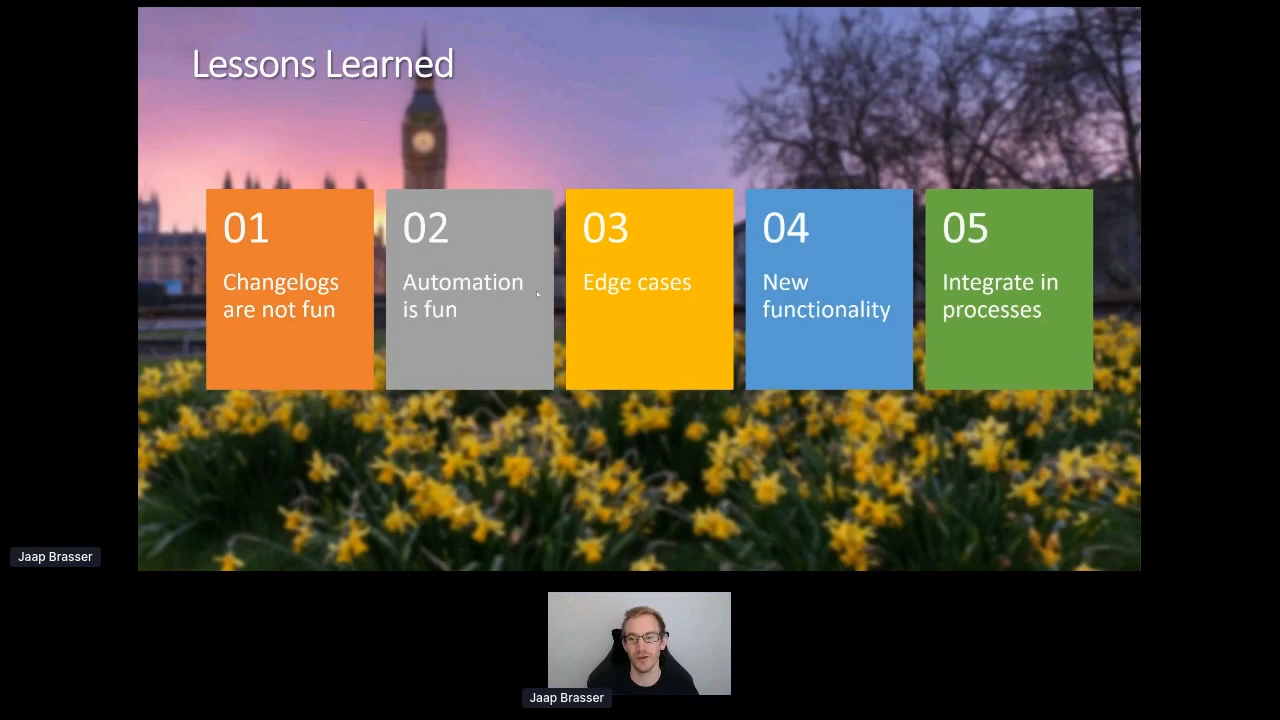 Lessons Learned
01
Changelogs
are not fun
02
Automation
is fun
03
Edge cases
04
New
functionality
05
Integrate in
processes
Jaap Brasser
Jaap Brasser